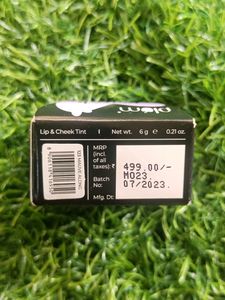 plum
Lip & Cheek Tint | Net wt. 6 g ℮ 0.21 oz.
MRP
(incl.
of all
taxes): ₹
499.00/-
Batch
No:
M023.
07/2023.
Mfg. Dt: